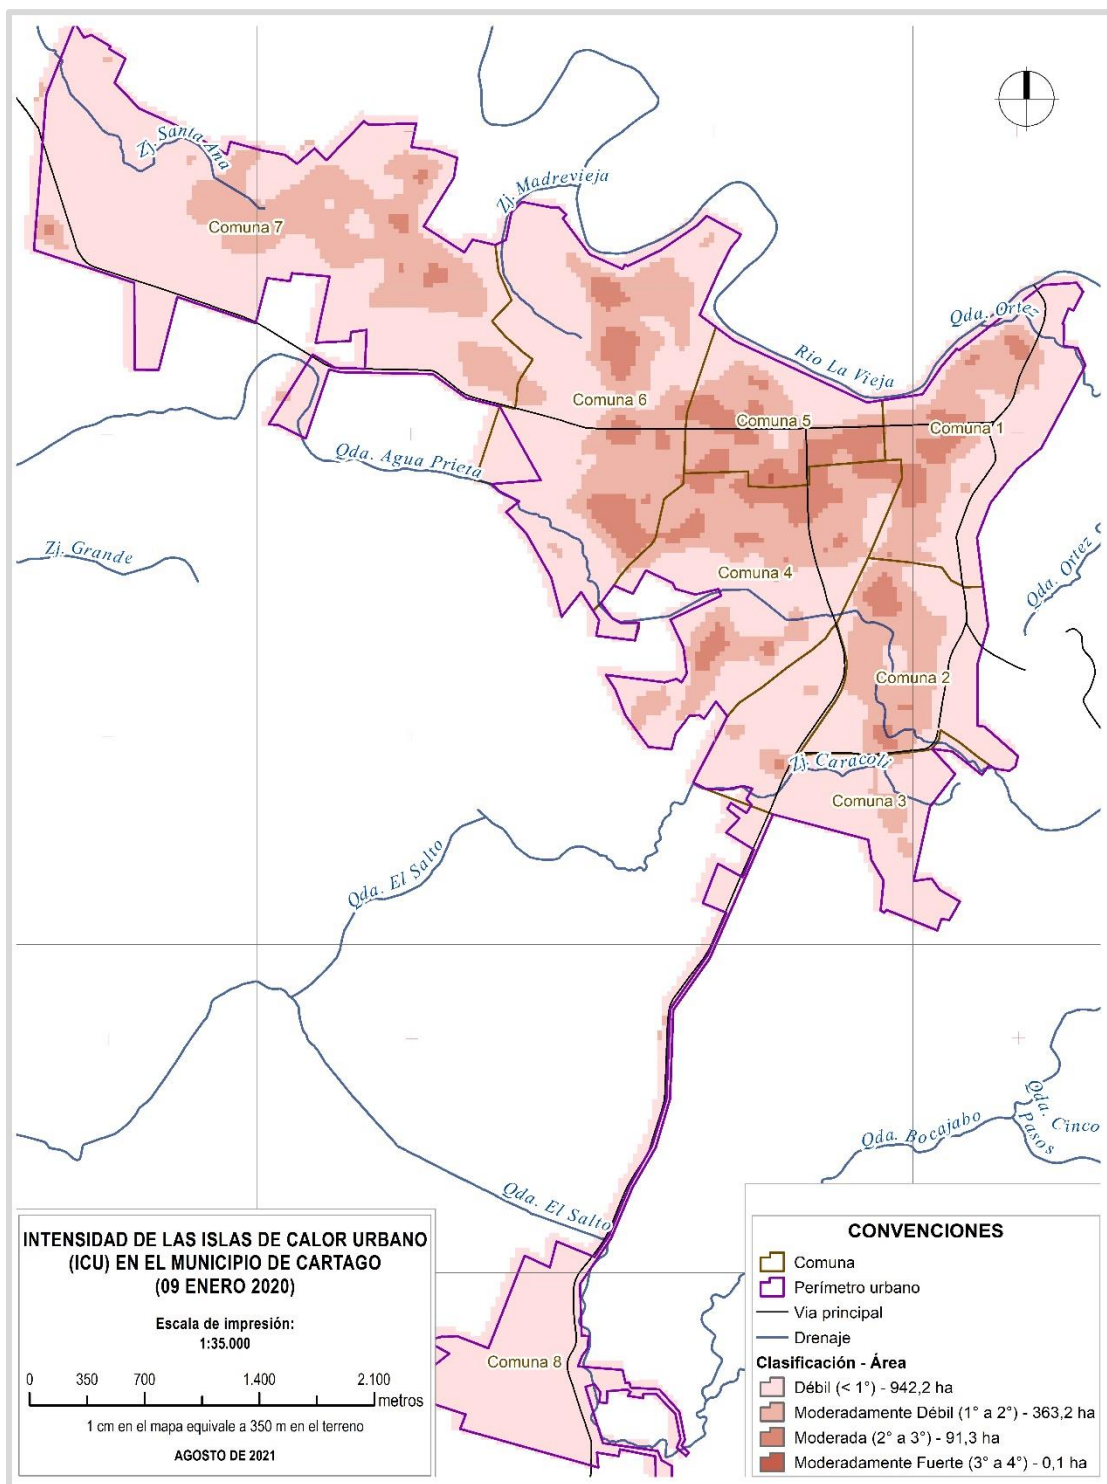 Zj. Santa Ana
Zj. Madrevieja
Comuna 7
Qda. Ortez
Rio La Vieja
Comuna 6
Comuna 5
Comuna 1
Qda. Agua Prieta
Zj. Grande
Qda. Ortez
Comuna 4
Comuna 2
Zj. Caracolí
Comuna 3
Qda. El Salto
Qda. Bocajabo
Qda. Cinco
Pasos
Qda. El Salto
Comuna 8
INTENSIDAD DE LAS ISLAS DE CALOR URBANO
(ICU) EN EL MUNICIPIO DE CARTAGO
(09 ENERO 2020)
Escala de impresión:
1:35.000
0 350 700 1.400 2.100
metros
1 cm en el mapa equivale a 350 m en el terreno
AGOSTO DE 2021
CONVENCIONES
Comuna
Perímetro urbano
Via principal
Drenaje
Clasificación - Área
Débil (< 1°) - 942,2 ha
Moderadamente Débil (1° a 2°) - 363,2 ha
Moderada (2° a 3°) - 91,3 ha
Moderadamente Fuerte (3° a 4°) - 0,1 ha